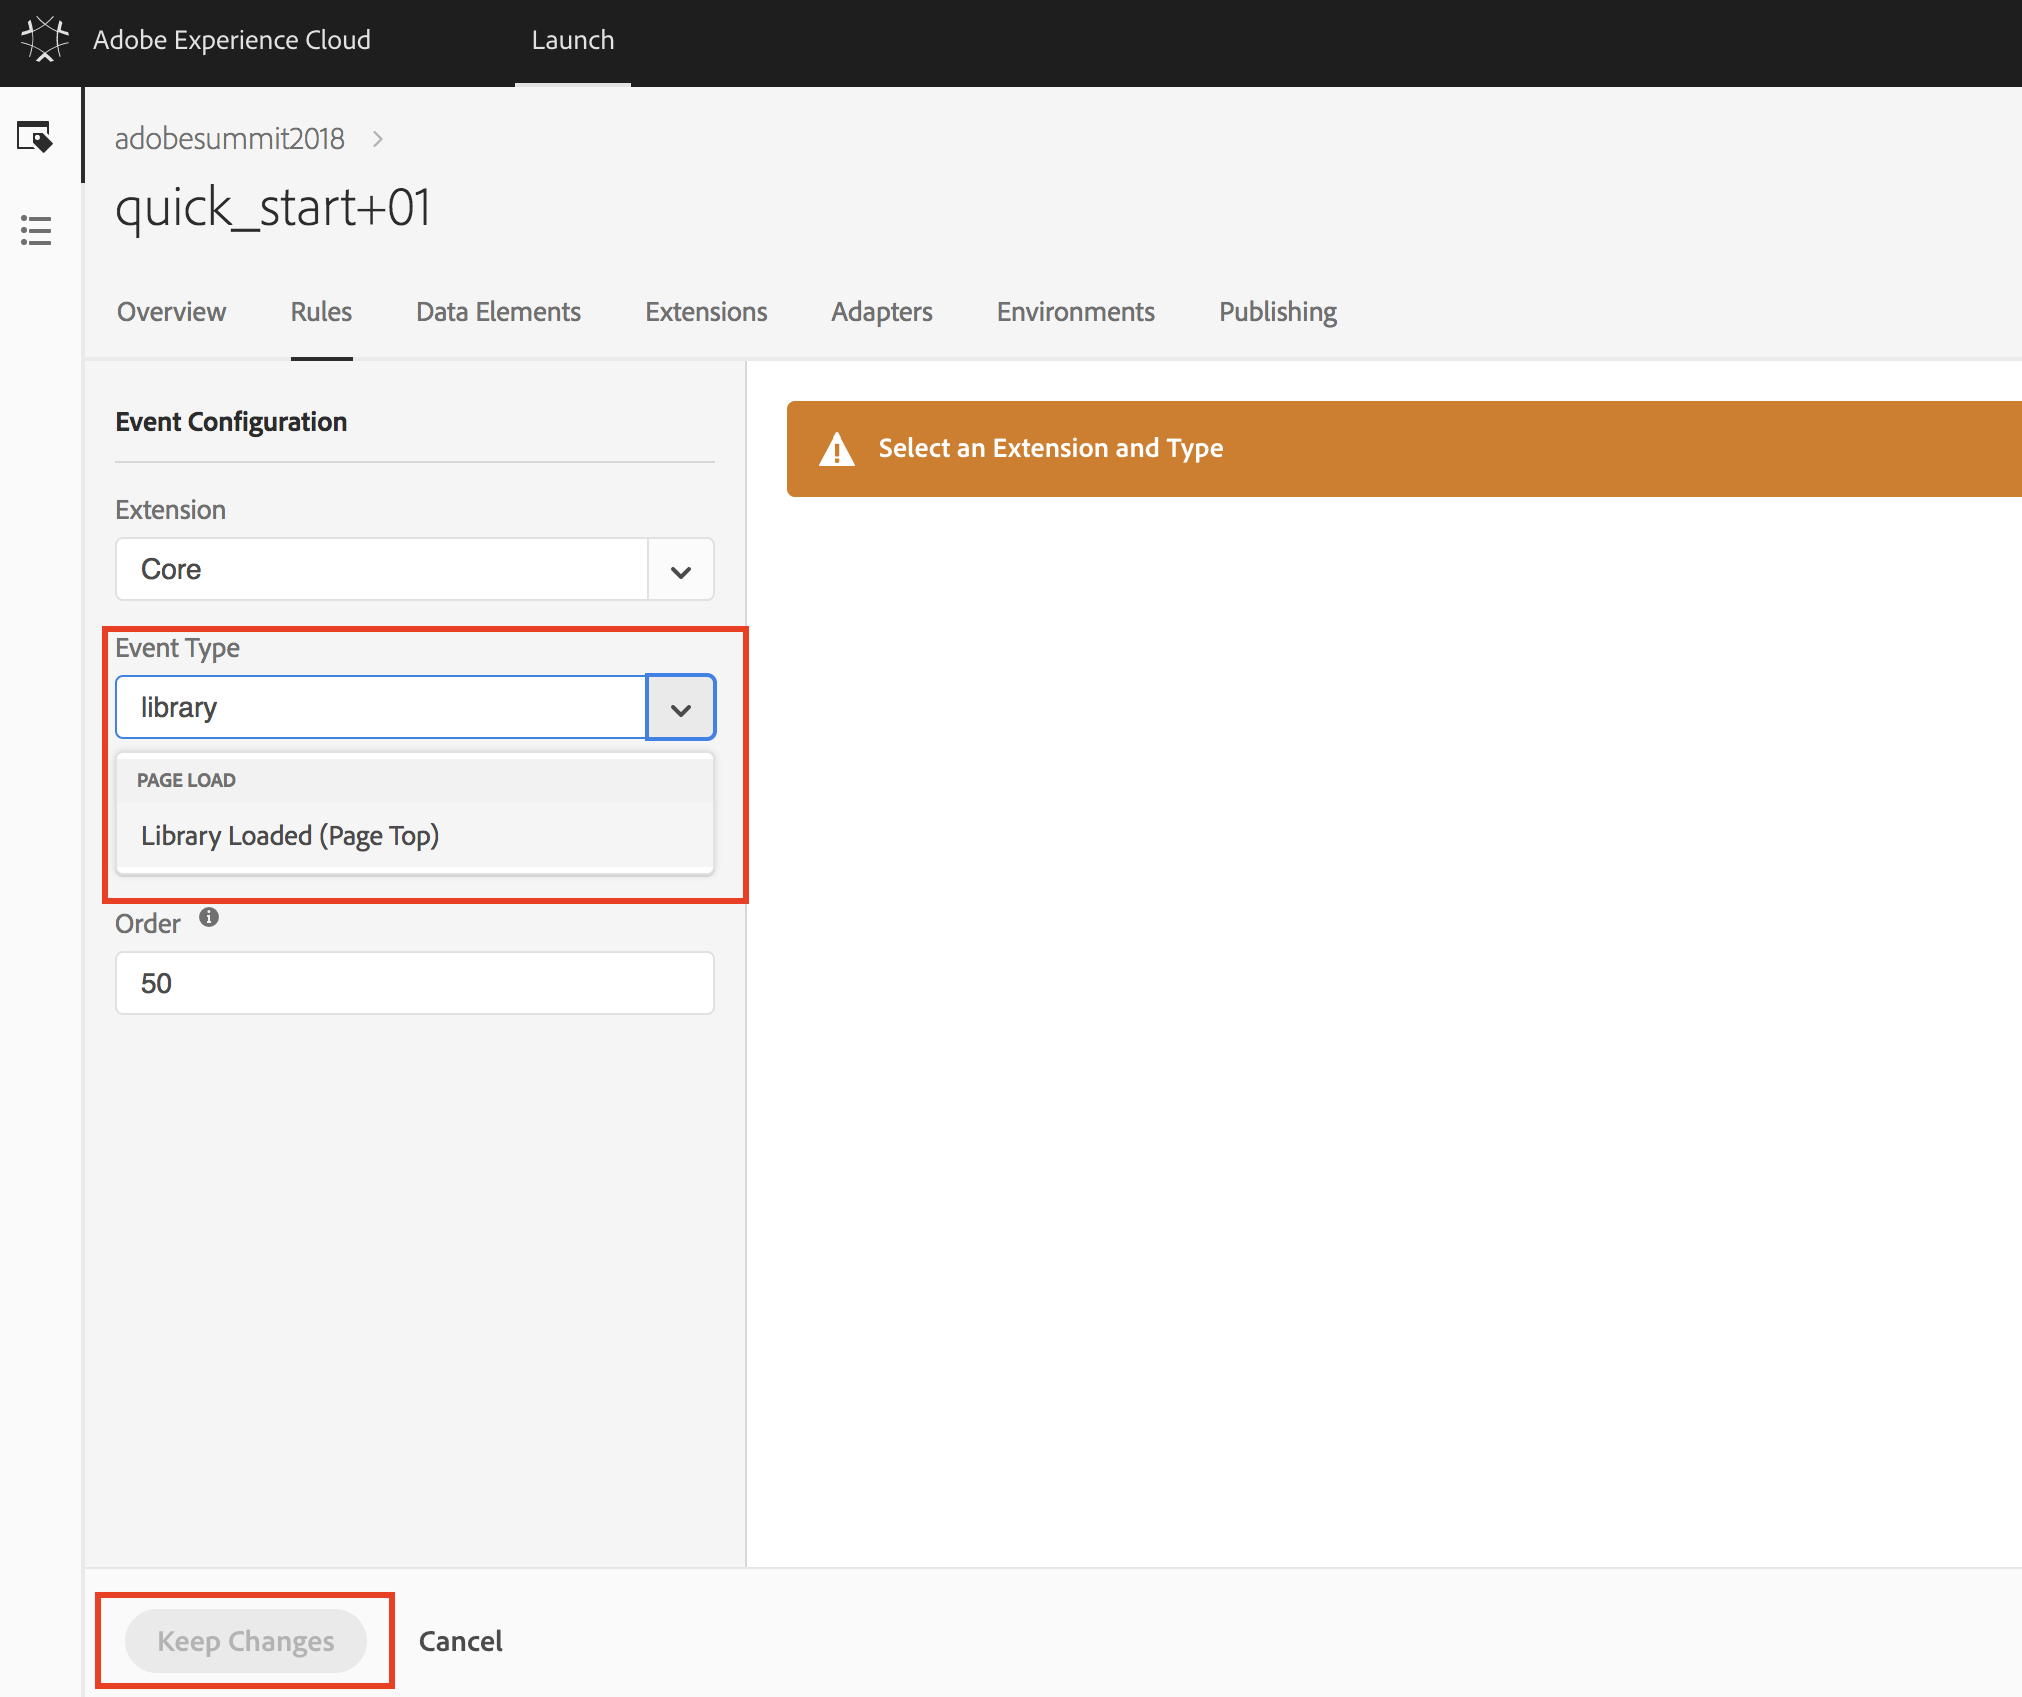 Adobe Experience Cloud Launch
adobesummit2018
quick_start+01
Overview Rules Data Elements Extensions Adapters Environments Publishing
Event Configuration
Select an Extension and Type
Extension
Core
Event Type
library
PAGE LOAD
Library Loaded (Page Top)
Order
50
Keep Changes Cancel